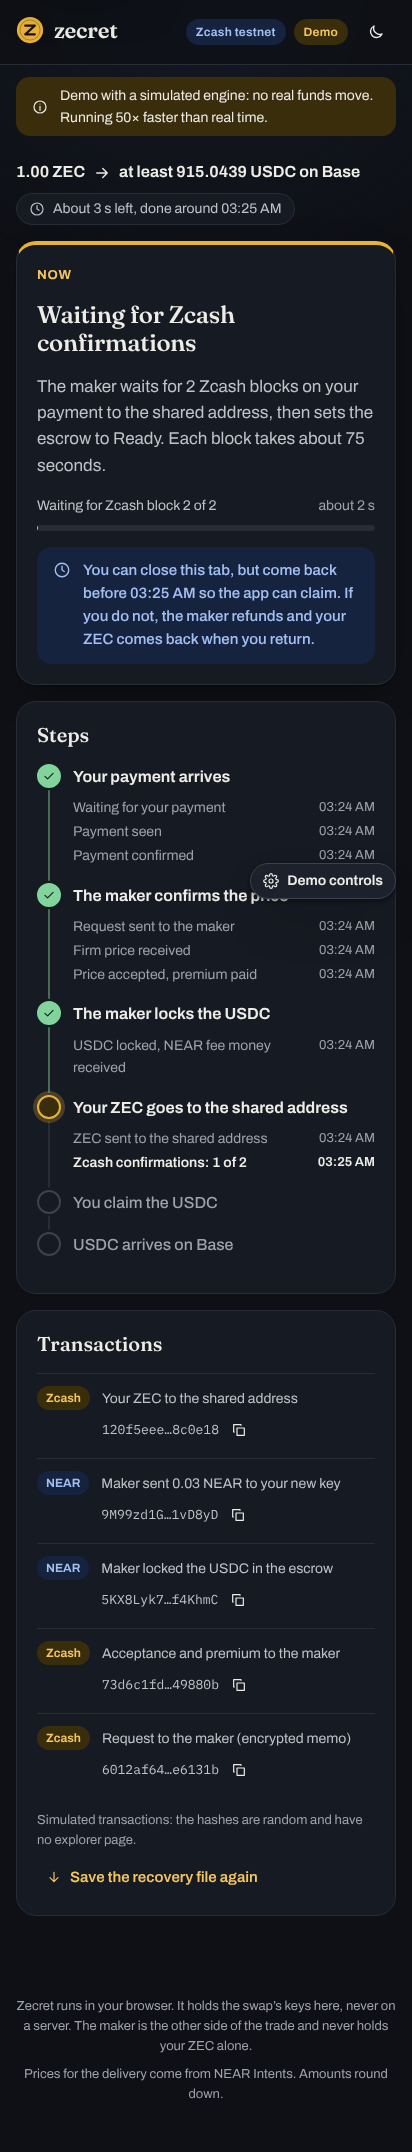 zecret
Zcash testnet
Demo
Demo with a simulated engine: no real funds move.
Running 50× faster than real time.
1.00 ZEC → at least 915.0439 USDC on Base
About 3 s left, done around 03:25 AM
NOW
Waiting for Zcash
confirmations
The maker waits for 2 Zcash blocks on your
payment to the shared address, then sets the
escrow to Ready. Each block takes about 75
seconds.
Waiting for Zcash block 2 of 2 about 2 s
You can close this tab, but come back
before 03:25 AM so the app can claim. If
you do not, the maker refunds and your
ZEC comes back when you return.
Steps
Your payment arrives
Waiting for your payment 03:24 AM
Payment seen 03:24 AM
Payment confirmed 03:24 AM
Demo controls
The maker confirms the price
Request sent to the maker 03:24 AM
Firm price received 03:24 AM
Price accepted, premium paid 03:24 AM
The maker locks the USDC
USDC locked, NEAR fee money 03:24 AM
received
Your ZEC goes to the shared address
ZEC sent to the shared address 03:24 AM
Zcash confirmations: 1 of 2 03:25 AM
You claim the USDC
USDC arrives on Base
Transactions
Zcash Your ZEC to the shared address
120f5eee…8c0e18
NEAR Maker sent 0.03 NEAR to your new key
9M99zd1G…1vD8yD
NEAR Maker locked the USDC in the escrow
5KX8Lyk7…f4KhmC
Zcash Acceptance and premium to the maker
73d6c1fd…49880b
Zcash Request to the maker (encrypted memo)
6012af64…e6131b
Simulated transactions: the hashes are random and have
no explorer page.
Save the recovery file again
Zecret runs in your browser. It holds the swap's keys here, never on
a server. The maker is the other side of the trade and never holds
your ZEC alone.
Prices for the delivery come from NEAR Intents. Amounts round
down.